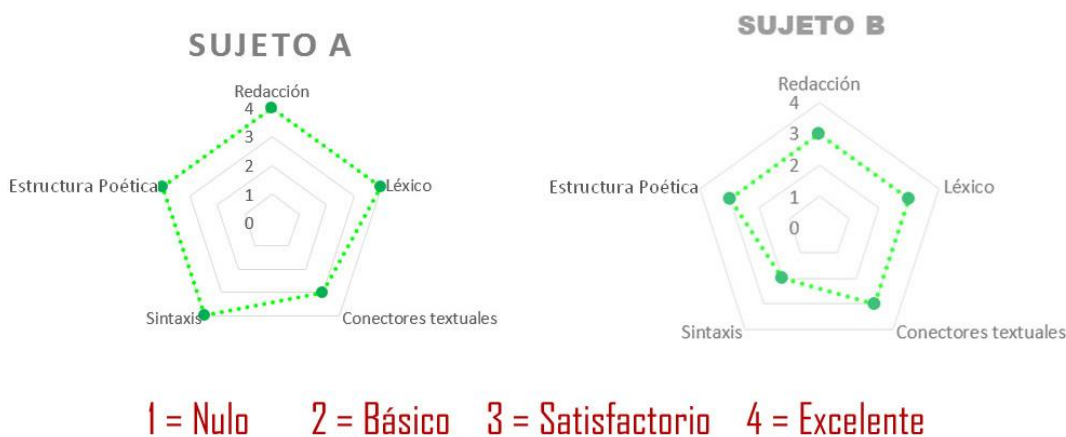 SUJETO A
Redacción
4
3
2
1
0
Estructura Poética
Léxico
Sintaxis
Conectores textuales
SUJETO B
Redacción
4
3
2
1
0
Estructura Poética
Léxico
Sintaxis
Conectores textuales
1 = Nulo 2 = Básico 3 = Satisfactorio 4 = Excelente